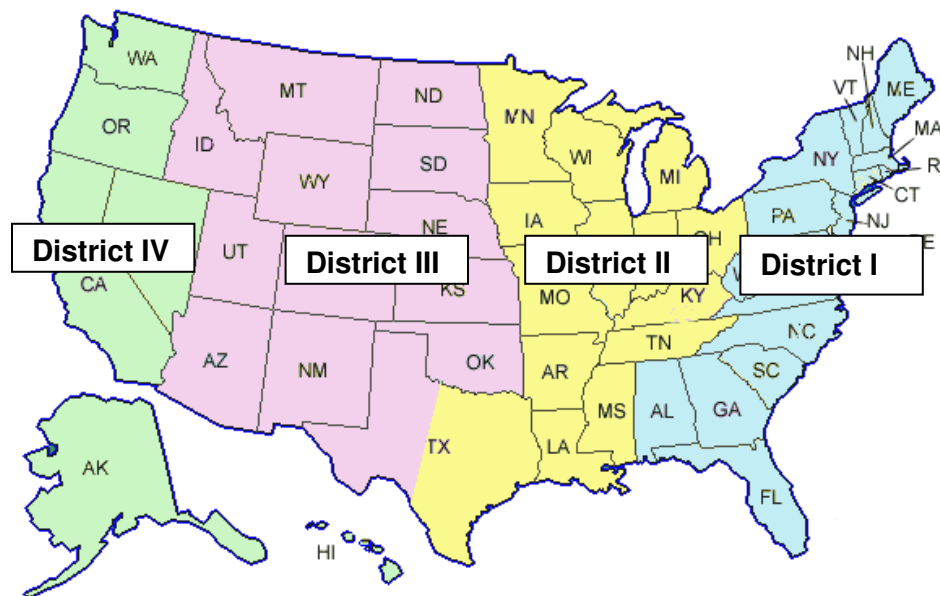 WA
MT
ND
MN
NH
VT
ME
OR
ID
SD
WI
MI
NY
MA
WY
R
CT
IA
PA
NE
NJ
OH
UT
District IV
District III
District II
District I
E
CA
KS
MO
KY
NC
TN
AZ
NM
OK
AR
SC
MS
AL
GA
TX
LA
AK
FL
HI